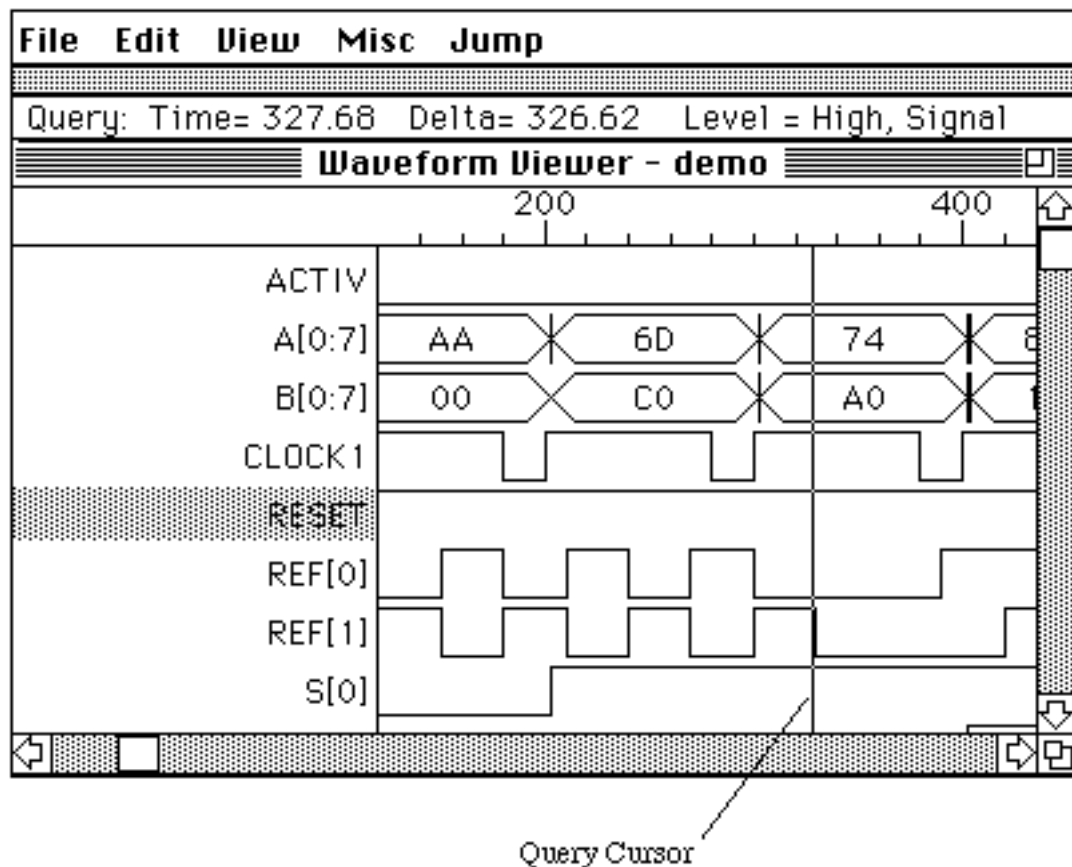 File Edit View Misc Jump
Query: Time= 327.68 Delta= 326.62 Level = High, Signal
Waveform Viewer - demo
200 400
ACTIV
A[0:7] AA 6D 74
B[0:7] 00 C0 A0
CLOCK1
RESET
REF[0]
REF[1]
S[0]
Query Cursor